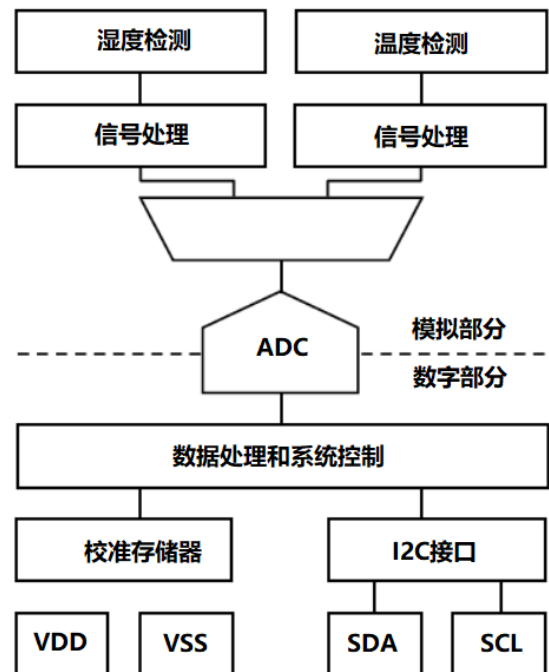 湿度检测
温度检测
信号处理
信号处理
模拟部分
ADC
数字部分
数据处理和系统控制
校准存储器
I2C接口
VDD
VSS
SDA
SCL